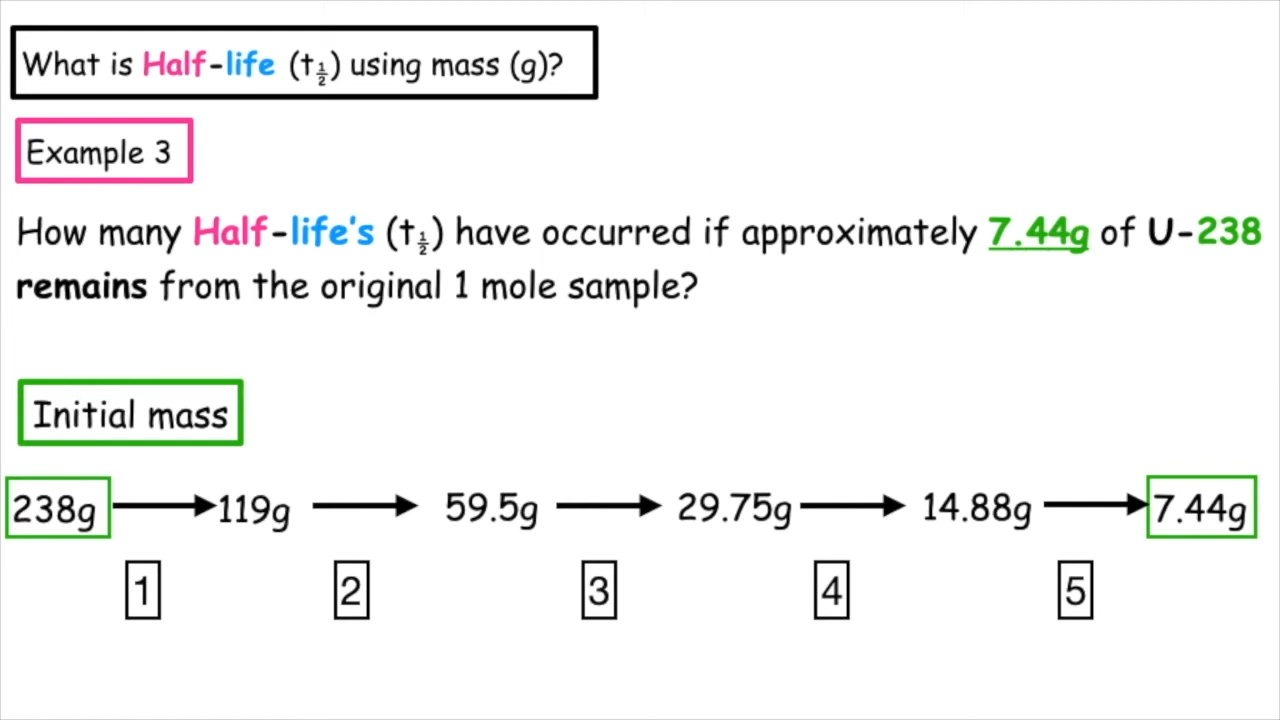 What is Half-life (t½) using mass (g)?
Example 3
How many Half-life's (t½) have occurred if approximately 7.44g of U-238
remains from the original 1 mole sample?
Initial mass
238g 119g 59.5g 29.75g 14.88g 7.44g
1 2 3 4 5